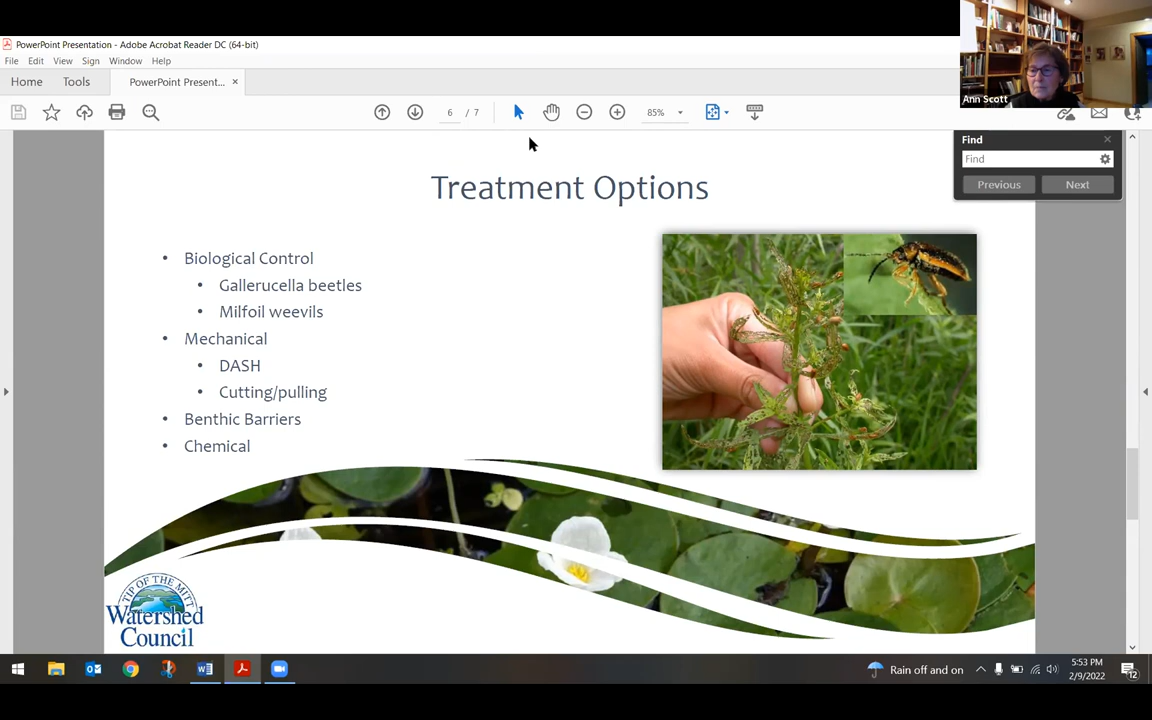 PowerPoint Presentation - Adobe Acrobat Reader DC (64-bit)
File Edit View Sign Window Help
Home Tools PowerPoint Present... ×
6 / 7 85%
Ann Scott
Find
Find
Previous Next
Treatment Options
• Biological Control
• Gallerucella beetles
• Milfoil weevils
• Mechanical
• DASH
• Cutting/pulling
• Benthic Barriers
• Chemical
TIP OF THE MITT
Watershed
Council
Rain off and on
5:53 PM
2/9/2022
12